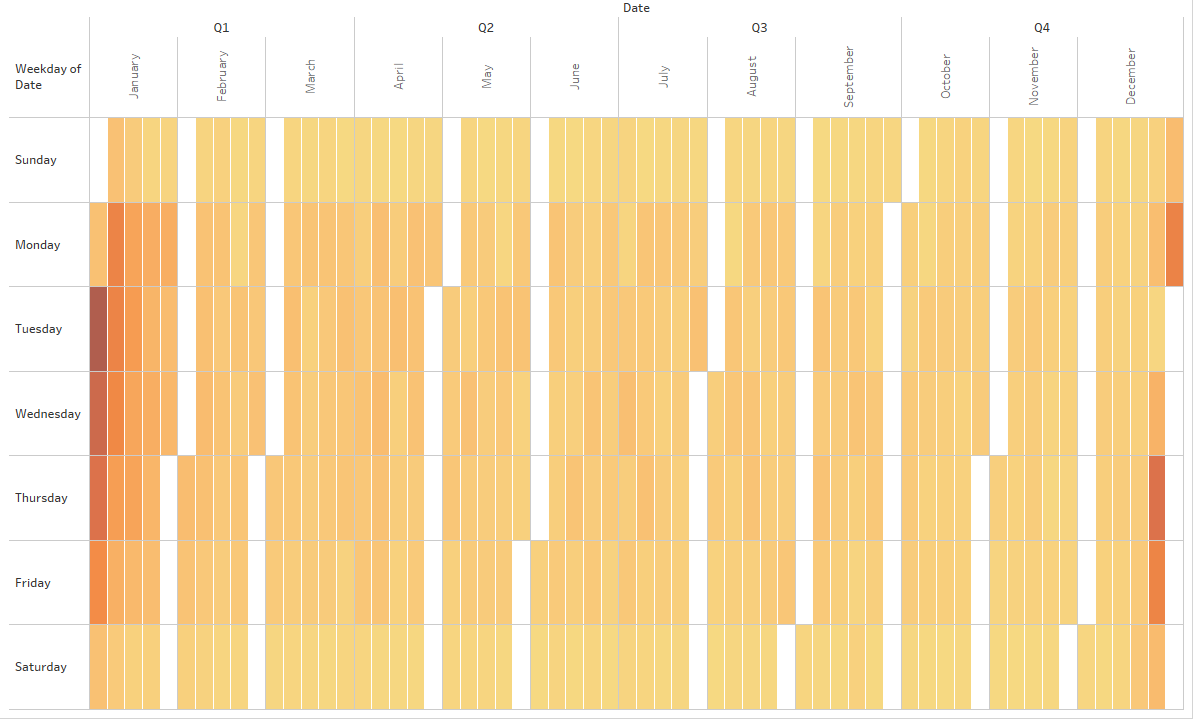 Date
Q1
Q2
Q3
Q4
Weekday of
Date
January
February
March
April
May
June
July
August
September
October
November
December
Sunday
Monday
Tuesday
Wednesday
Thursday
Friday
Saturday